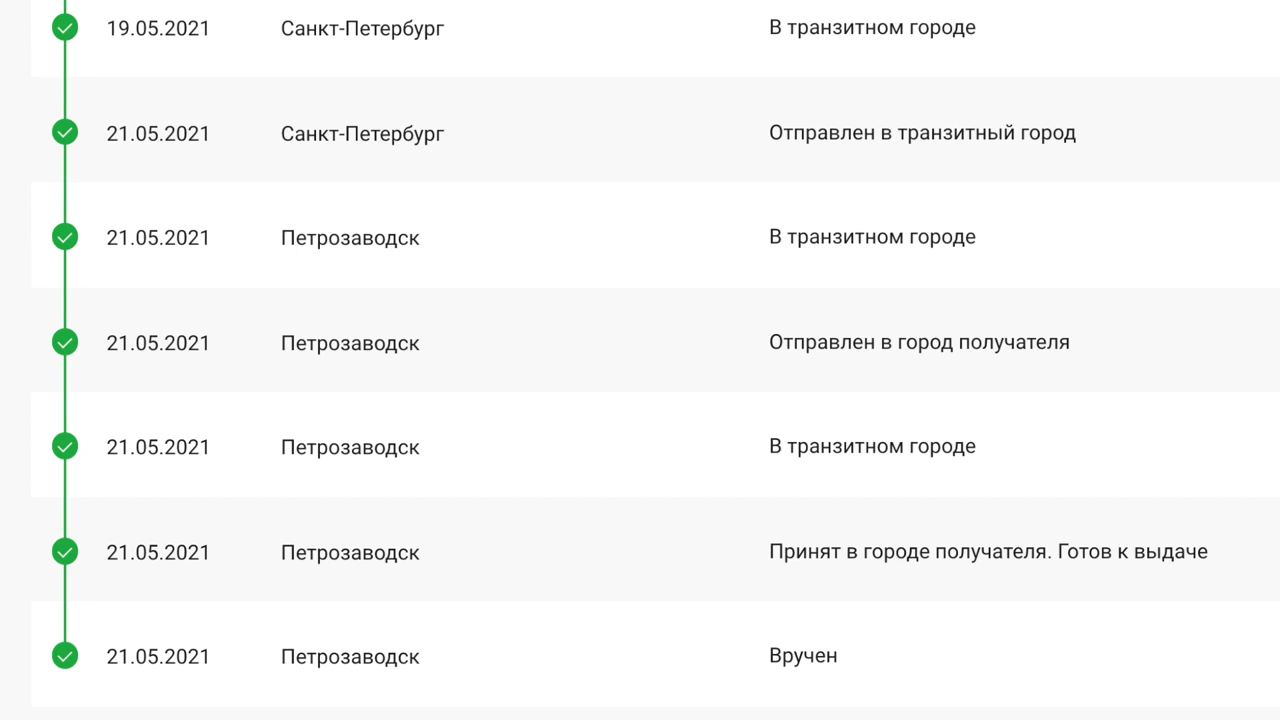 19.05.2021 Санкт-Петербург В транзитном городе
21.05.2021 Санкт-Петербург Отправлен в транзитный город
21.05.2021 Петрозаводск В транзитном городе
21.05.2021 Петрозаводск Отправлен в город получателя
21.05.2021 Петрозаводск В транзитном городе
21.05.2021 Петрозаводск Принят в городе получателя. Готов к выдаче
21.05.2021 Петрозаводск Вручен